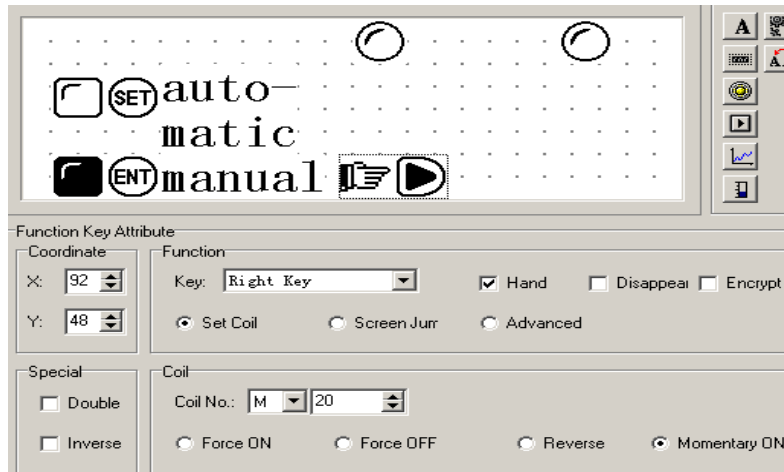 A
SET auto-
matic
ENT manual
Function Key Attribute
Coordinate
Function
X: 92
Key: Right Key
Hand
Disappear
Encrypt
Y: 48
Set Coil
Screen Jum
Advanced
Special
Coil
Double
Coil No.: M 20
Inverse
Force ON
Force OFF
Reverse
Momentary ON